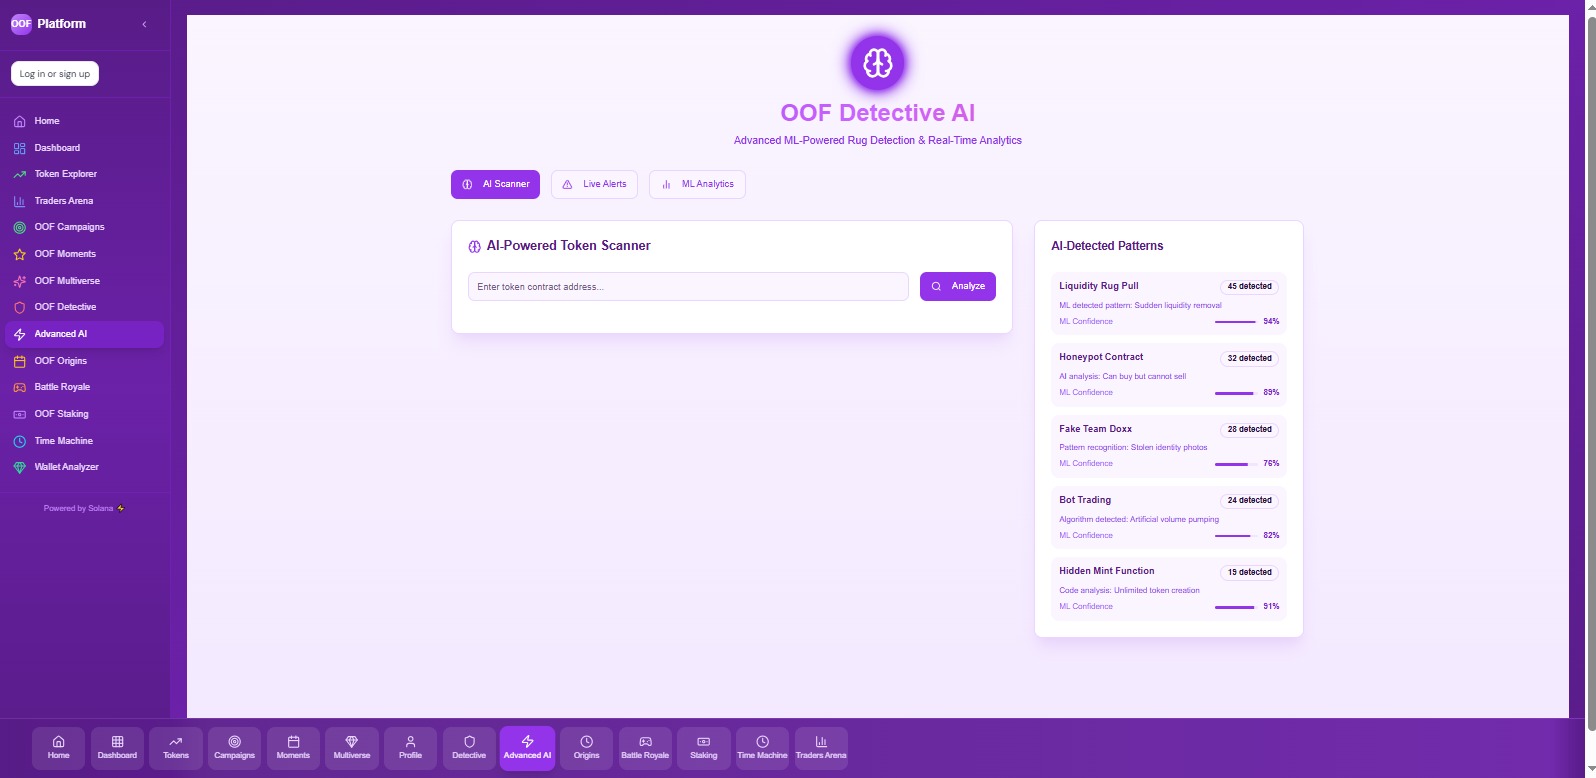 OOF Platform
Log in or sign up
Home
Dashboard
Token Explorer
Traders Arena
OOF Campaigns
OOF Moments
OOF Multiverse
OOF Detective
Advanced AI
OOF Origins
Battle Royale
OOF Staking
Time Machine
Wallet Analyzer
Powered by Solana ⚡
OOF Detective AI
Advanced ML-Powered Rug Detection & Real-Time Analytics
AI Scanner Live Alerts ML Analytics
AI-Powered Token Scanner
Enter token contract address... Analyze
AI-Detected Patterns
Liquidity Rug Pull 45 detected
ML detected pattern: Sudden liquidity removal
ML Confidence 94%
Honeypot Contract 32 detected
AI analysis: Can buy but cannot sell
ML Confidence 89%
Fake Team Doxx 28 detected
Pattern recognition: Stolen identity photos
ML Confidence 76%
Bot Trading 24 detected
Algorithm detected: Artificial volume pumping
ML Confidence 82%
Hidden Mint Function 19 detected
Code analysis: Unlimited token creation
ML Confidence 91%
Home Dashboard Tokens Campaigns Moments Multiverse Profile Detective Advanced AI Origins Battle Royale Staking Time Machine Traders Arena